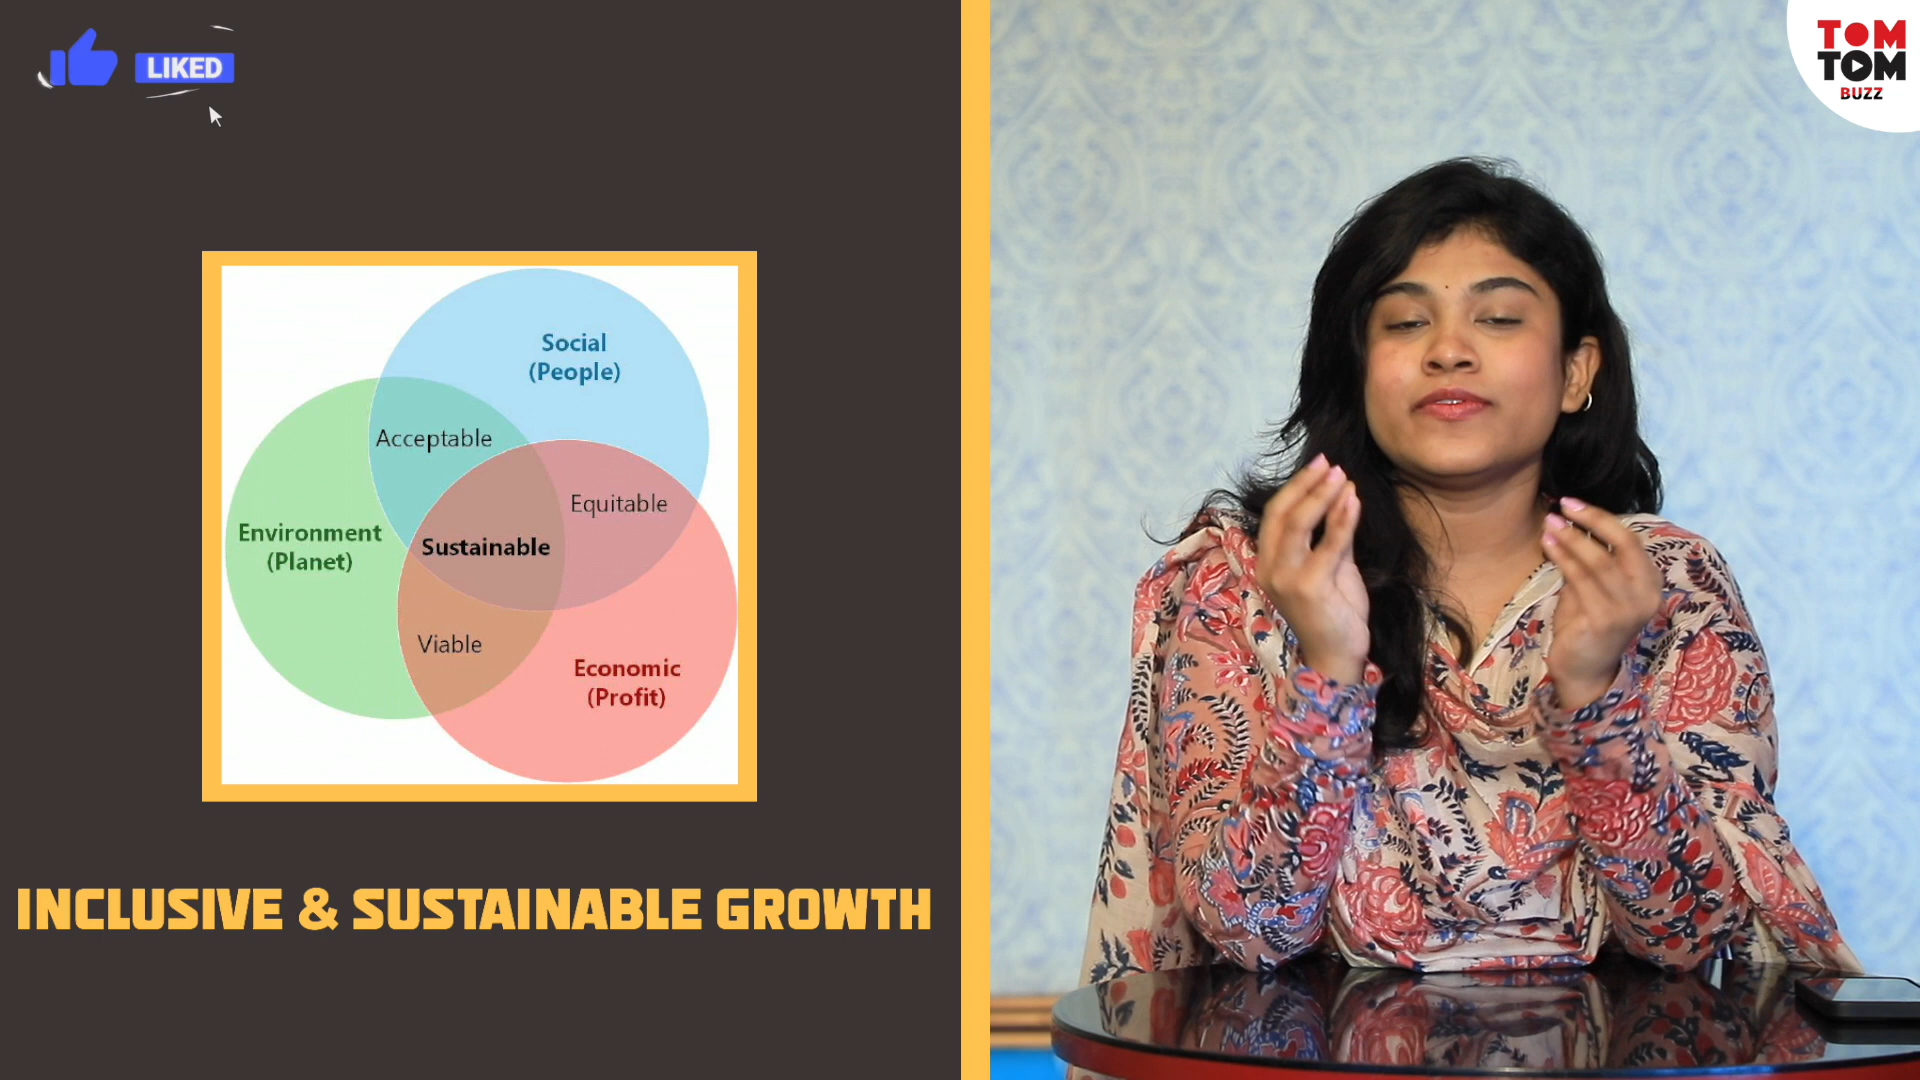 LIKED
TOM
TOM
BUZZ
Social
(People)
Acceptable
Equitable
Environment
(Planet)
Sustainable
Viable
Economic
(Profit)
INCLUSIVE & SUSTAINABLE GROWTH